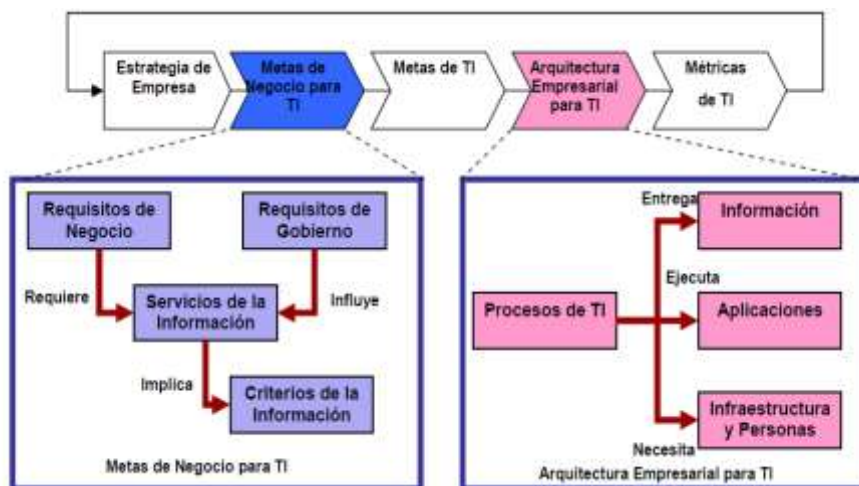 Estrategia de
Empresa
Metas de
Negocio para
TI
Metas de TI
Arquitectura
Empresarial
para TI
Métricas
de TI
Requisitos de
Negocio
Requisitos de
Gobierno
Requiere
Servicios de la
Información
Influye
Implica
Criterios de la
Información
Metas de Negocio para TI
Entrega
Información
Ejecuta
Procesos de TI
Aplicaciones
Infraestructura
y Personas
Necesita
Arquitectura Empresarial para TI